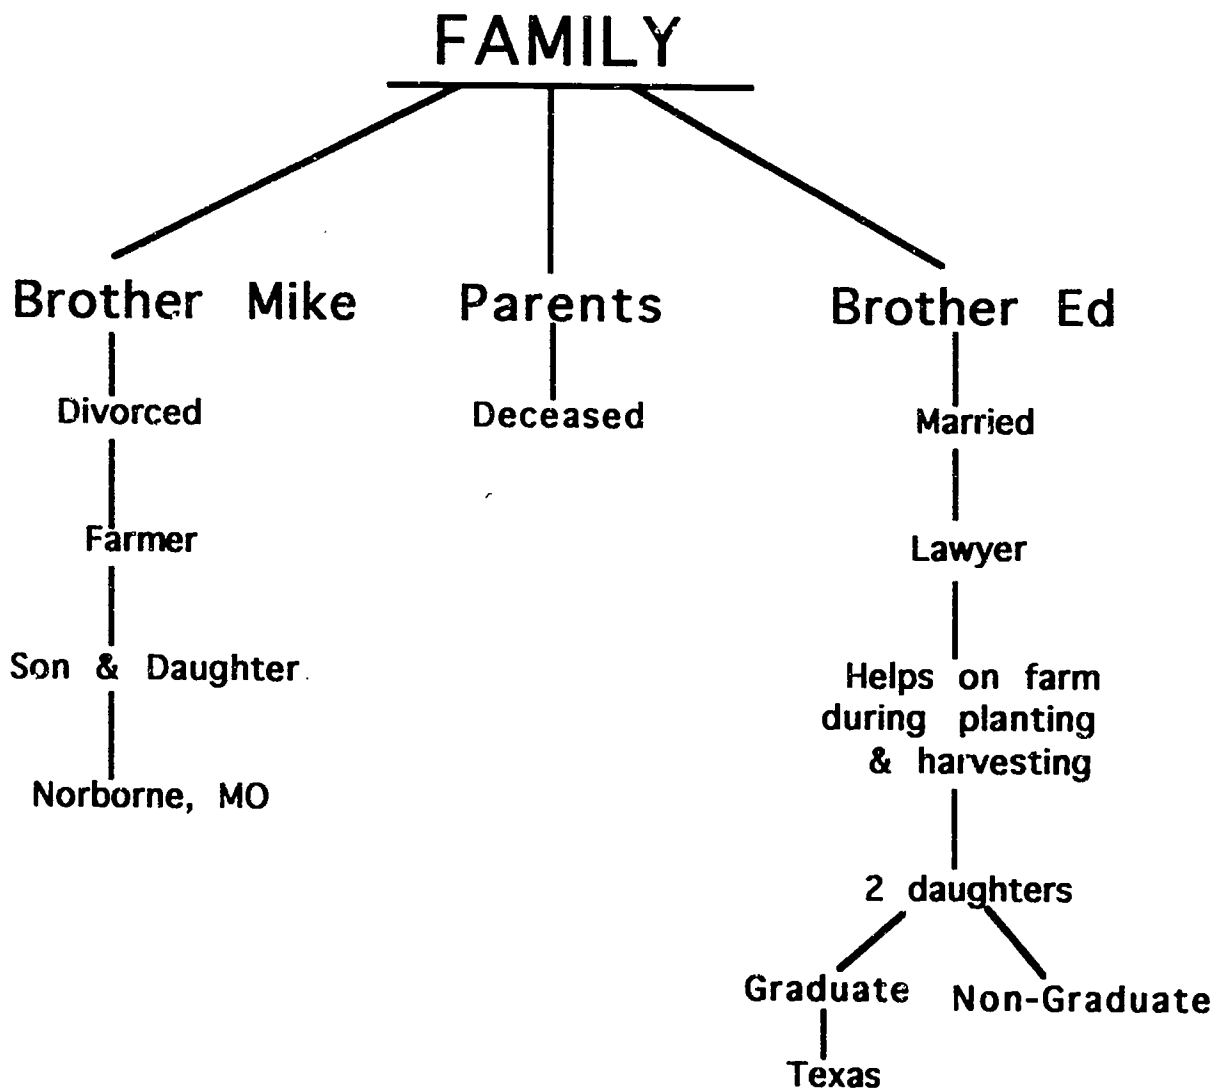 FAMILY
Brother Mike
Divorced
Farmer
Son & Daughter
Norborne, MO
Parents
Deceased
Brother Ed
Married
Lawyer
Helps on farm
during planting
& harvesting
2 daughters
Graduate
Texas
Non-Graduate